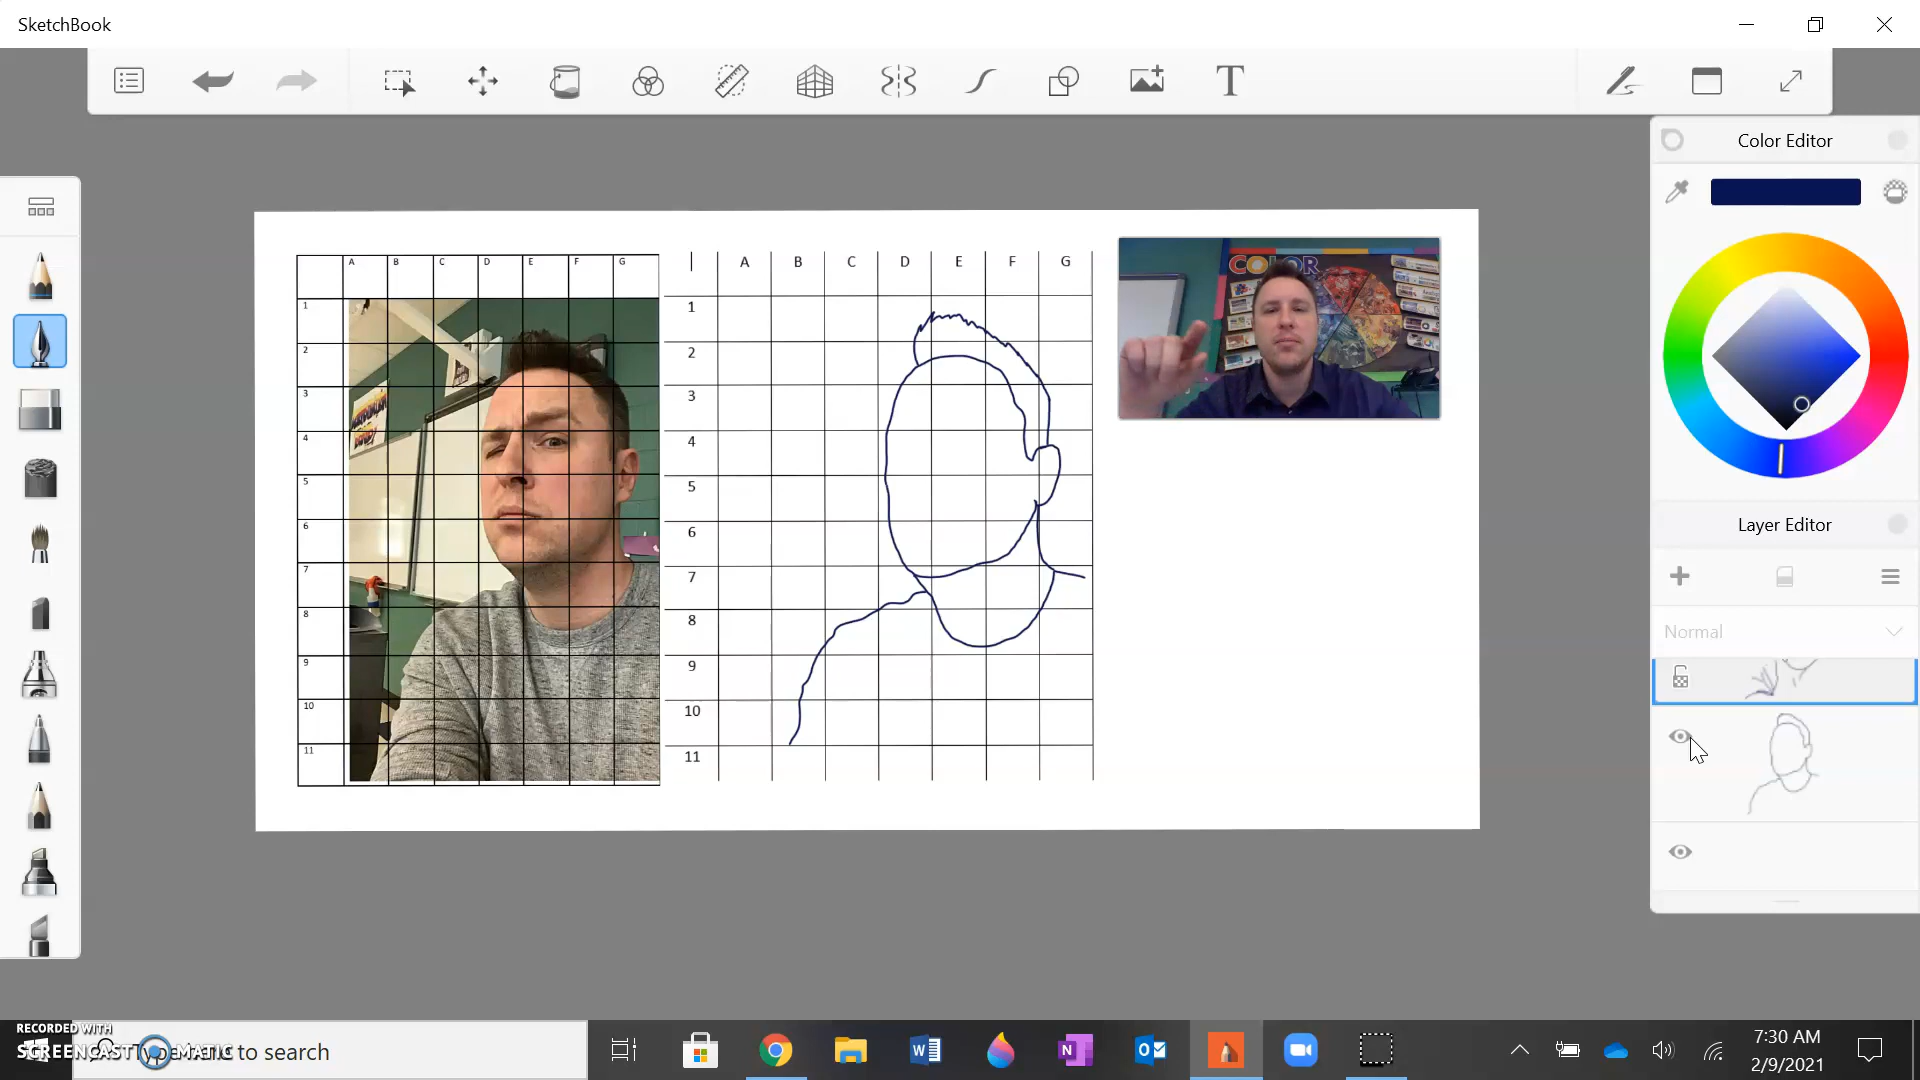 SketchBook
Color Editor
A B C D E F G
1
2
3
4
5
6
7
8
9
10
11
A B C D E F G
1
2
3
4
5
6
7
8
9
10
11
COLOR
Layer Editor
Normal
RECORDED WITH
SCREENCAST MATIC
to search
7:30 AM
2/9/2021